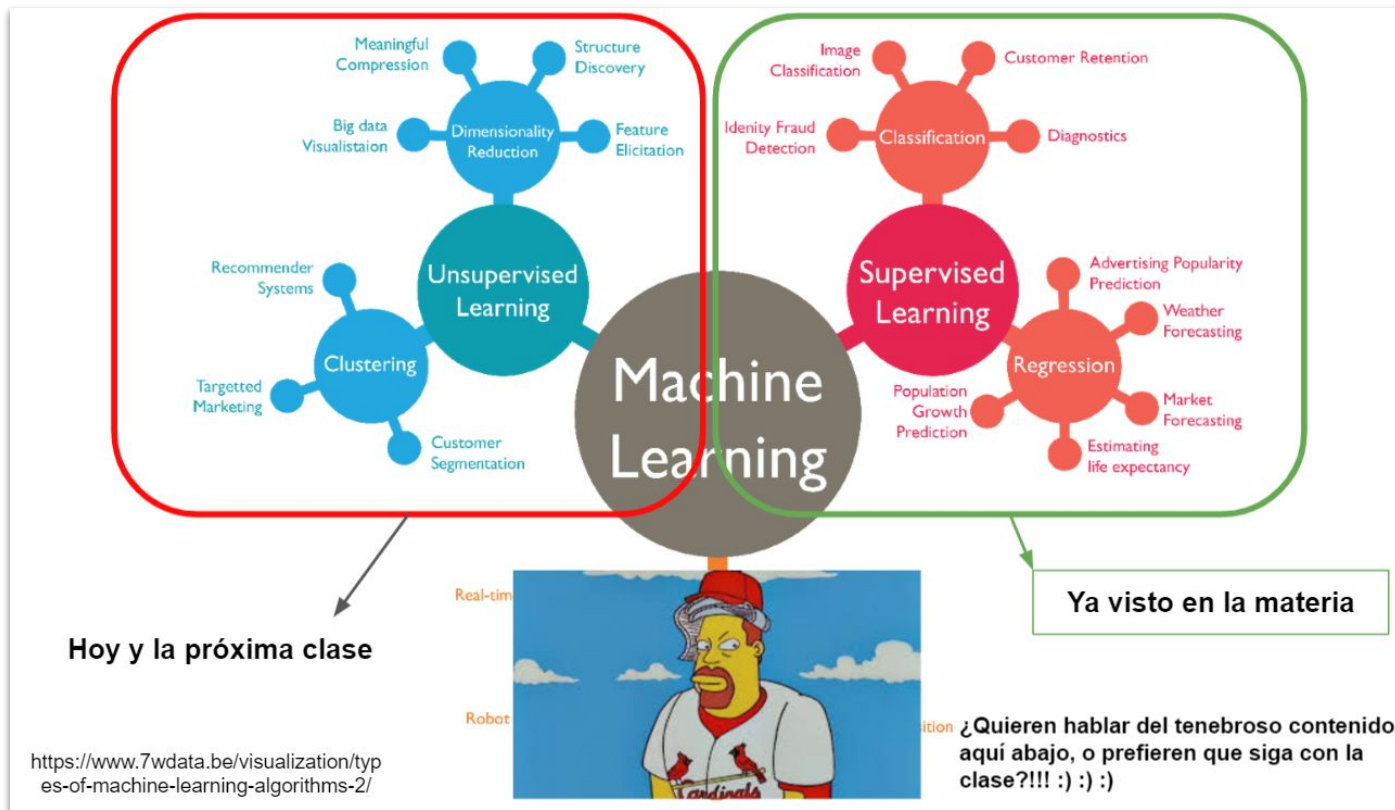 Meaningful
Compression
Structure
Discovery
Big data
Visualistaion
Dimensionality
Reduction
Feature
Elicitation
Recommender
Systems
Unsupervised
Learning
Clustering
Targetted
Marketing
Customer
Segmentation
Machine
Learning
Image
Classification
Customer Retention
Idenity Fraud
Detection
Classification
Diagnostics
Supervised
Learning
Advertising Popularity
Prediction
Weather
Forecasting
Regression
Population
Growth
Prediction
Market
Forecasting
Estimating
life expectancy
Hoy y la próxima clase
Ya visto en la materia
Real-tim
Robot
Cardinals
sition
¿Quieren hablar del tenebroso contenido
aquí abajo, o prefieren que siga con la
clase?!!! :) :) :)
https://www.7wdata.be/visualization/typ
es-of-machine-learning-algorithms-2/